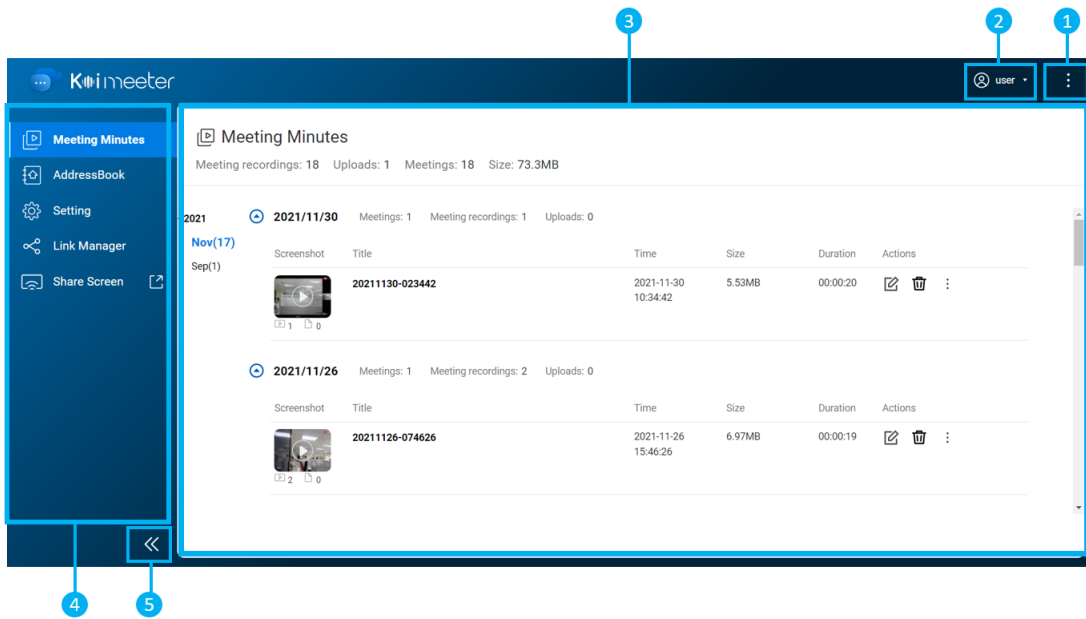 3
2
1
Koimeeter
user
Meeting Minutes
AddressBook
Setting
Link Manager
Share Screen
Meeting Minutes
Meeting recordings: 18 Uploads: 1 Meetings: 18 Size: 73.3MB
2021
Nov(17)
Sep(1)
2021/11/30 Meetings: 1 Meeting recordings: 1 Uploads: 0
Screenshot Title Time Size Duration Actions
20211130-023442 2021-11-30 5.53MB 00:00:20
10:34:42
1 0
2021/11/26 Meetings: 1 Meeting recordings: 2 Uploads: 0
Screenshot Title Time Size Duration Actions
20211126-074626 2021-11-26 6.97MB 00:00:19
15:46:26
2 0
4
5